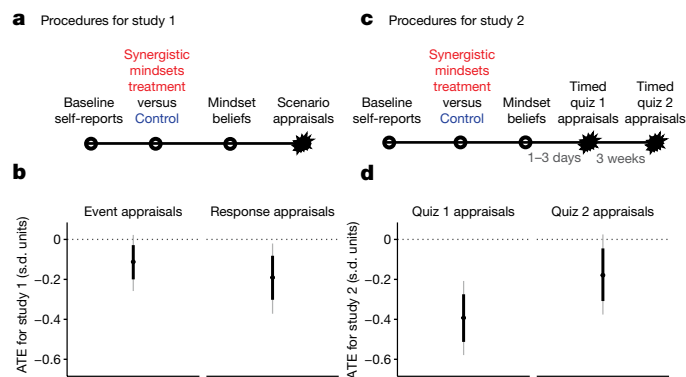 a Procedures for study 1
Synergistic
mindsets
treatment
Baseline
self-reports
versus
Control
Mindset
beliefs
Scenario
appraisals
b
Event appraisals
Response appraisals
ATE for study 1 (s.d. units)
0
−0.2
−0.4
−0.6
c Procedures for study 2
Synergistic
mindsets
treatment
Baseline
self-reports
versus
Control
Mindset
beliefs
Timed
quiz 1
appraisals
Timed
quiz 2
appraisals
1–3 days
3 weeks
d
Quiz 1 appraisals
Quiz 2 appraisals
ATE for study 2 (s.d. units)
0
−0.2
−0.4
−0.6